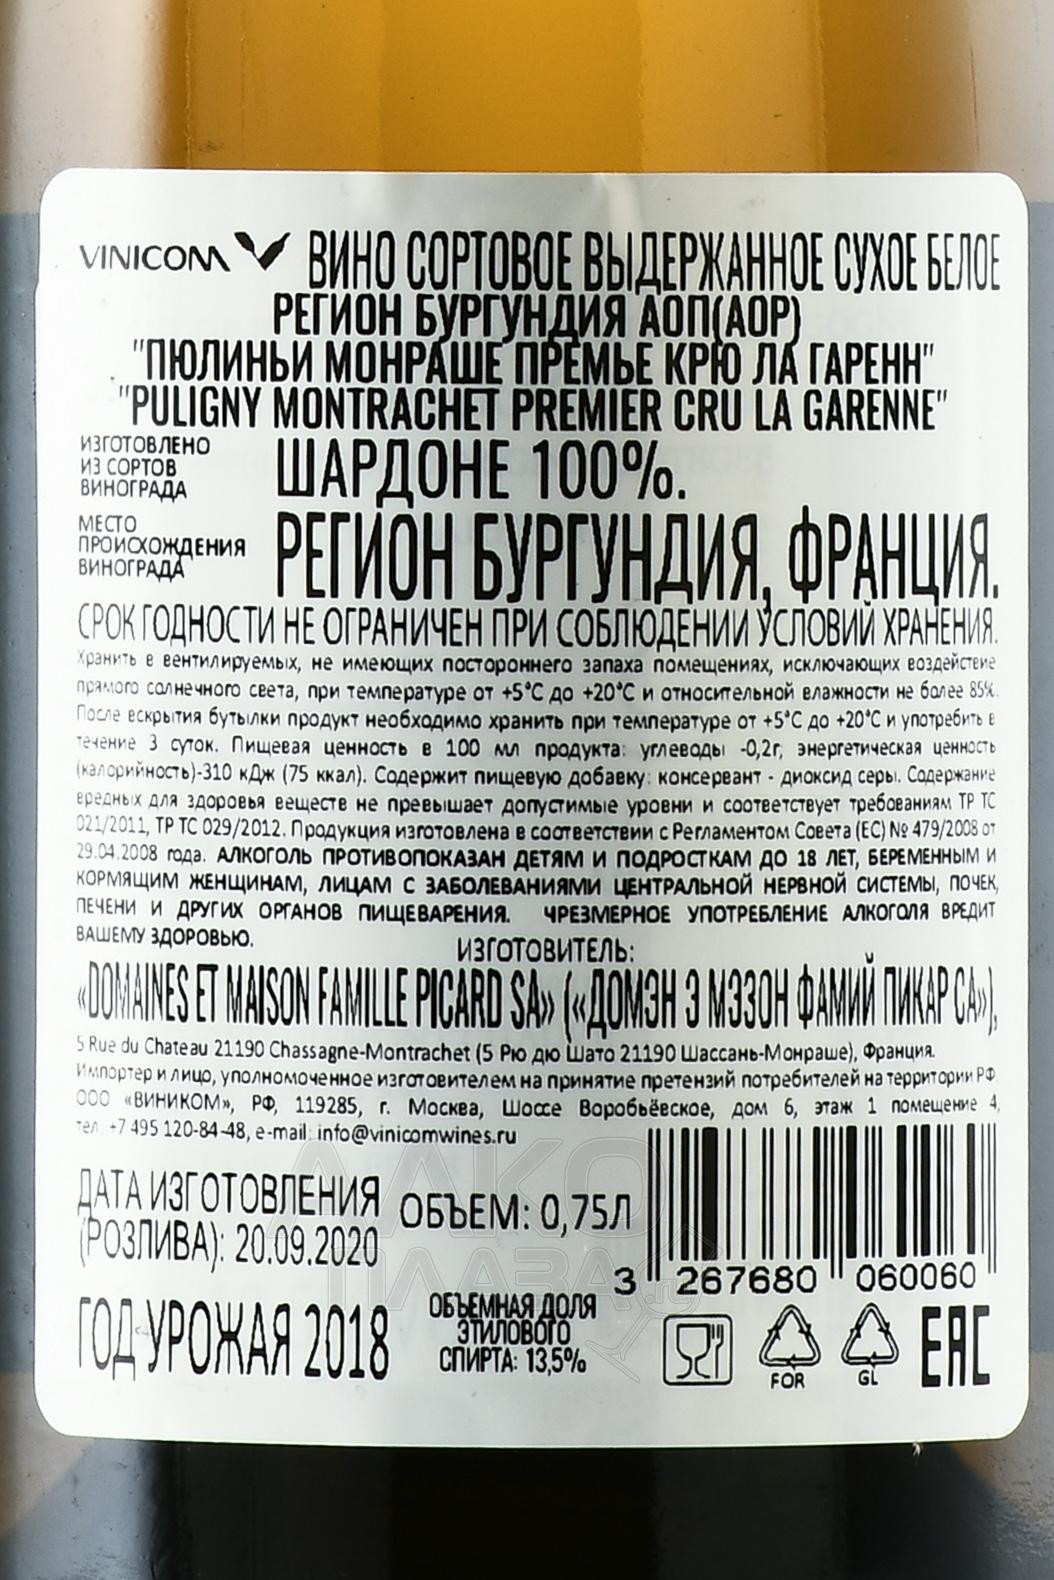 VINICOM ВИНО СОРТОВОЕ ВЫДЕРЖАННОЕ СУХОЕ БЕЛОЕ
РЕГИОН БУРГУНДИЯ АОП(AOP)
"ПЮЛИНЬИ МОНРАШЕ ПРЕМЬЕ КРЮ ЛА ГАРЕНН"
"PULIGNY MONTRACHET PREMIER CRU LA GARENNE"
ИЗГОТОВЛЕНО
ИЗ СОРТОВ
ВИНОГРАДА
ШАРДОНЕ 100%.
МЕСТО
ПРОИСХОЖДЕНИЯ
ВИНОГРАДА
РЕГИОН БУРГУНДИЯ, ФРАНЦИЯ.
СРОК ГОДНОСТИ НЕ ОГРАНИЧЕН ПРИ СОБЛЮДЕНИИ УСЛОВИЙ ХРАНЕНИЯ.
Хранить в вентилируемых, не имеющих постороннего запаха помещениях, исключающих воздействие
прямого солнечного света, при температуре от +5°С до +20°С и относительной влажности не более 85%.
После вскрытия бутылки продукт необходимо хранить при температуре от +5°С до +20°С и употребить в
течение 3 суток. Пищевая ценность в 100 мл продукта: углеводы -0,2г, энергетическая ценность
(калорийность)-310 кДж (75 ккал). Содержит пищевую добавку: консервант - диоксид серы. Содержание
вредных для здоровья веществ не превышает допустимые уровни и соответствует требованиям ТР ТС
021/2011, ТР ТС 029/2012. Продукция изготовлена в соответствии с Регламентом Совета (ЕС) № 479/2008 от
29.04.2008 года. АЛКОГОЛЬ ПРОТИВОПОКАЗАН ДЕТЯМ И ПОДРОСТКАМ ДО 18 ЛЕТ, БЕРЕМЕННЫМ И
КОРМЯЩИМ ЖЕНЩИНАМ, ЛИЦАМ С ЗАБОЛЕВАНИЯМИ ЦЕНТРАЛЬНОЙ НЕРВНОЙ СИСТЕМЫ, ПОЧЕК,
ПЕЧЕНИ И ДРУГИХ ОРГАНОВ ПИЩЕВАРЕНИЯ. ЧРЕЗМЕРНОЕ УПОТРЕБЛЕНИЕ АЛКОГОЛЯ ВРЕДИТ
ВАШЕМУ ЗДОРОВЬЮ.
ИЗГОТОВИТЕЛЬ:
«DOMAINES ET MAISON FAMILLE PICARD SA» («ДОМЭН Э МЭЗОН ФАМИЙ ПИКАР СА»),
5 Rue du Chateau 21190 Chassagne-Montrachet (5 Рю дю Шато 21190 Шассань-Монраше), Франция.
Импортер и лицо, уполномоченное изготовителем на принятие претензий потребителей на территории РФ
ООО «ВИНИКОМ», РФ, 119285, г. Москва, Шоссе Воробьёвское, дом 6, этаж 1 помещение 4,
тел. +7 495 120-84-48, e-mail: info@vinicomwines.ru
ДАТА ИЗГОТОВЛЕНИЯ
(РОЗЛИВА): 20.09.2020
ОБЪЕМ: 0,75Л
3 267680 060060
ГОД УРОЖАЯ 2018
ОБЪЕМНАЯ ДОЛЯ
ЭТИЛОВОГО
СПИРТА: 13,5%
FOR
GL
EAC
АЛКО
ПЛАЗА.ru